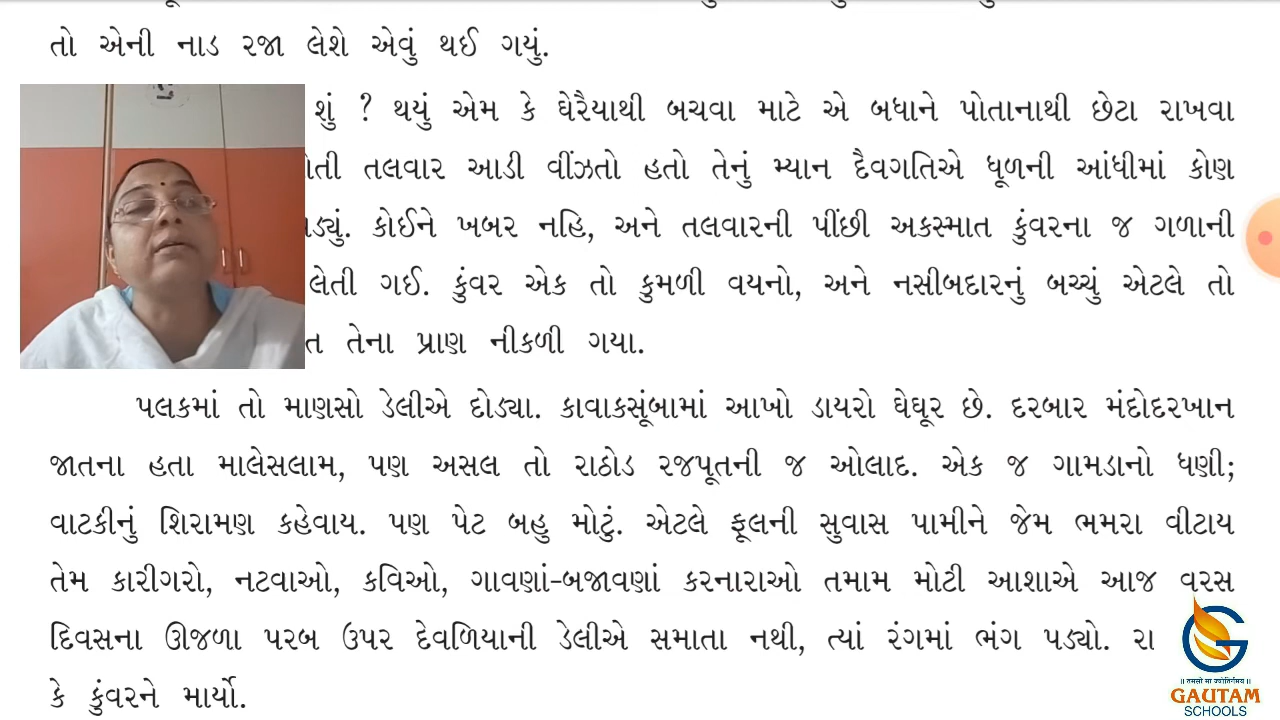 તો એની નાડ રજા લેશે એવું થઈ ગયું.
શું ? થયું એમ કે ઘેરૈયાથી બચવા માટે એ બધાને પોતાનાથી છેટા રાખવા
તલવાર આડી વીંઝતો હતો તેનું મ્યાન દૈવગતિએ ધૂળની આંધીમાં કોણ
કોઈને ખબર નહિ, અને તલવારની પીંછી અકસ્માત કુંવરના જ ગળાની
લેતી ગઈ. કુંવર એક તો કુમળી વયનો, અને નસીબદારનું બચ્ચું એટલે તો
તેના પ્રાણ નીકળી ગયા.
પલકમાં તો માણસો ડેલીએ દોડ્યા. કાવાકસૂંબામાં આખો ડાયરો ઘેઘૂર છે. દરબાર મંદોદરખાન
જાતના હતા માલેસલામ, પણ અસલ તો રાઠોડ રજપૂતની જ ઓલાદ. એક જ ગામડાનો ધણી;
વાટકીનું શિરામણ કહેવાય. પણ પેટ બહુ મોટું. એટલે ફૂલની સુવાસ પામીને જેમ ભમરા વીટાય
તેમ કારીગરો, નટવાઓ, કવિઓ, ગાવણાં-બજાવણાં કરનારાઓ તમામ મોટી આશાએ આજ વરસ
દિવસના ઊજળા પરબ ઉપર દેવળિયાની ડેલીએ સમાતા નથી, ત્યાં રંગમાં ભંગ પડ્યો. રા
કે કુંવરને માર્યો.
॥ तमसो मा ज्योतिर्गमय ॥
GAUTAM
SCHOOLS